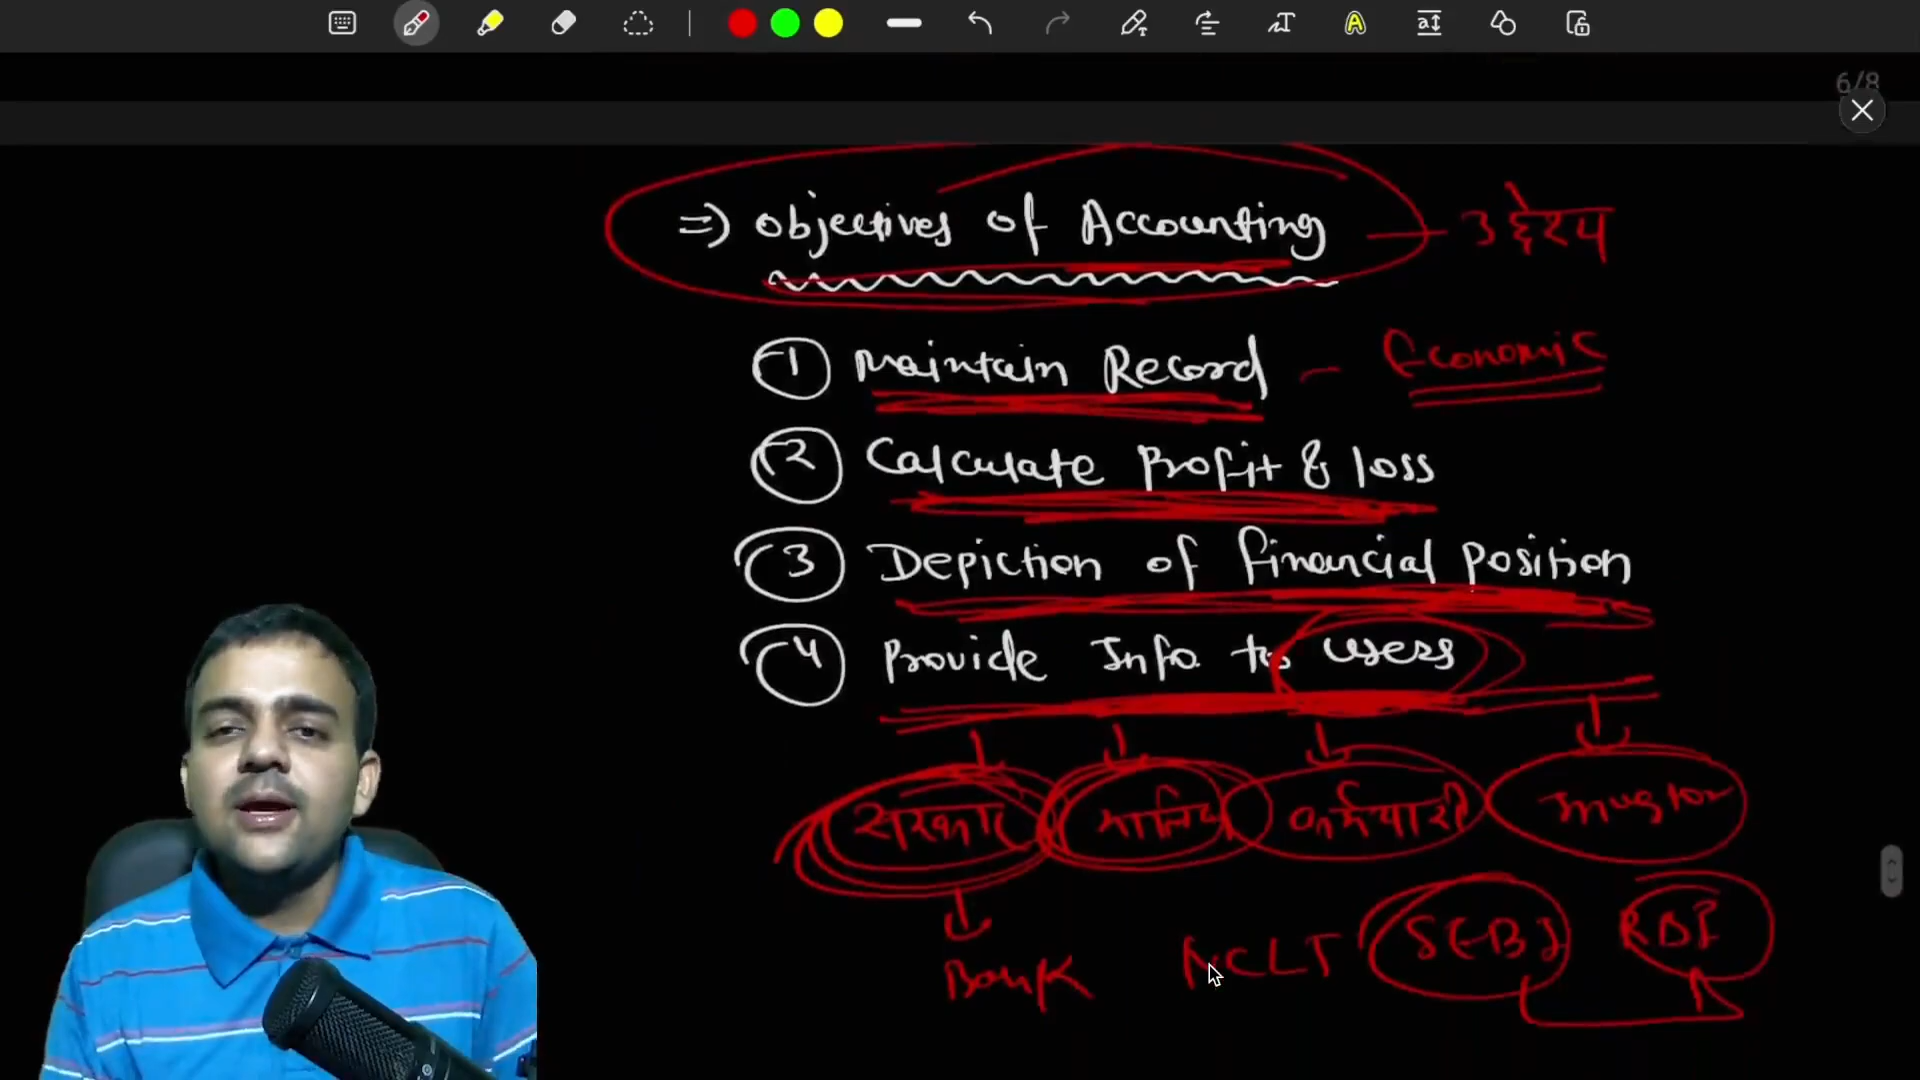 6/8
=) Objectives of Accounting — उद्देश्य
1 Maintain Record - Economic
2 Calculate Profit & loss
3 Depiction of financial position
4 Provide Info to users
सरकार मालिक कर्मचारी Investor
Bank NCLT SEBI RBI